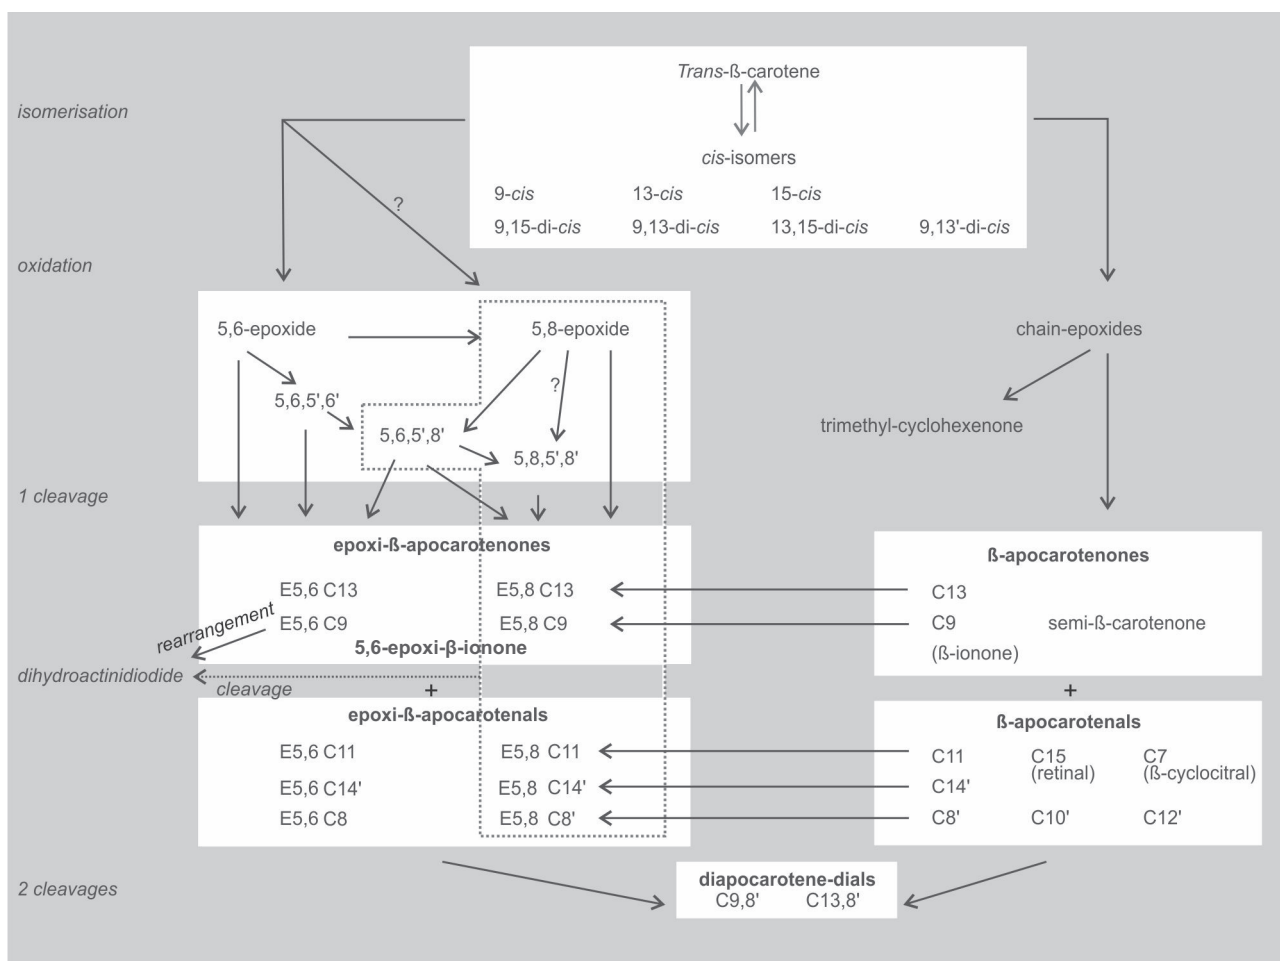 Trans-ß-carotene
isomerisation
cis-isomers
9-cis 13-cis 15-cis
?
9,15-di-cis 9,13-di-cis 13,15-di-cis 9,13'-di-cis
oxidation
5,6-epoxide 5,8-epoxide chain-epoxides
?
5,6,5',6'
trimethyl-cyclohexenone
5,6,5',8'
5,8,5',8'
1 cleavage
epoxi-ß-apocarotenones
ß-apocarotenones
E5,6 C13 E5,8 C13 C13
rearrangement
E5,6 C9 E5,8 C9 C9 semi-ß-carotenone
5,6-epoxi-β-ionone (ß-ionone)
dihydroactinidiodide
cleavage + +
epoxi-ß-apocarotenals ß-apocarotenals
E5,6 C11 E5,8 C11 C11 C15 C7
(retinal) (ß-cyclocitral)
E5,6 C14' E5,8 C14' C14'
E5,6 C8 E5,8 C8' C8' C10' C12'
2 cleavages
diapocarotene-dials
C9,8' C13,8'